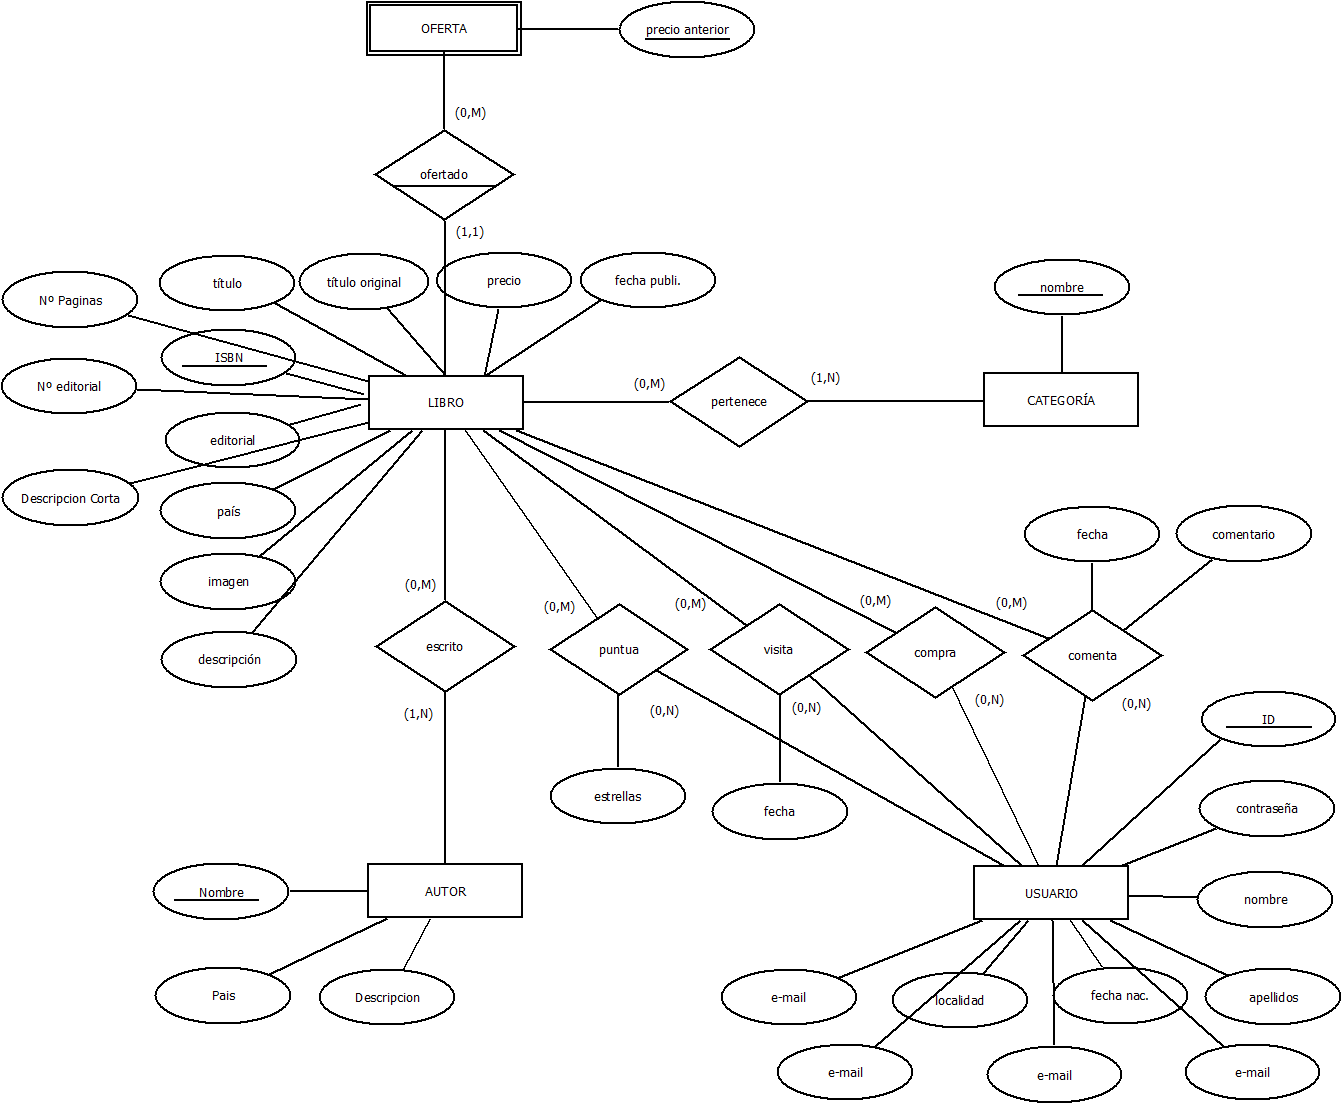 OFERTA
precio anterior
(0,M)
ofertado
(1,1)
título
título original
precio
fecha publi.
Nº Paginas
nombre
ISBN
Nº editorial
(0,M)
(1,N)
LIBRO
pertenece
CATEGORÍA
editorial
Descripcion Corta
país
fecha
comentario
imagen
(0,M)
(0,M)
(0,M)
(0,M)
(0,M)
descripción
escrito
puntua
visita
compra
comenta
(1,N)
(0,N)
(0,N)
(0,N)
(0,N)
ID
estrellas
fecha
contraseña
Nombre
AUTOR
USUARIO
nombre
Pais
Descripcion
e-mail
localidad
fecha nac.
apellidos
e-mail
e-mail
e-mail